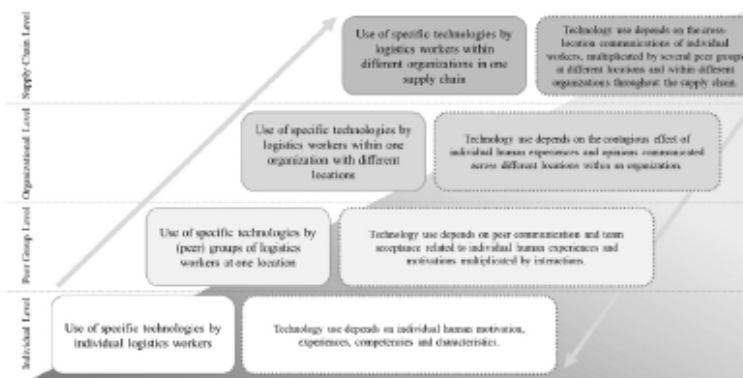 Supply Chain Level
Use of specific technologies by
logistics workers within
different organizations in one
supply chain
Technology use depends on the cross-
location communications of individual
workers, multiplicated by several peer groups
at different locations and within different
organizations throughout the supply chain.
Organizational Level
Use of specific technologies by
logistics workers within one
organization with different
locations
Technology use depends on the contagious effect of
individual human experiences and opinions communicated
across different locations within an organization.
Peer Group Level
Use of specific technologies by
(peer) groups of logistics
workers at one location
Technology use depends on peer communication and team
acceptance related to individual human experiences and
motivations multiplicated by interactions.
Individual Level
Use of specific technologies by
individual logistics workers
Technology use depends on individual human motivation,
experiences, competencies and characteristics.